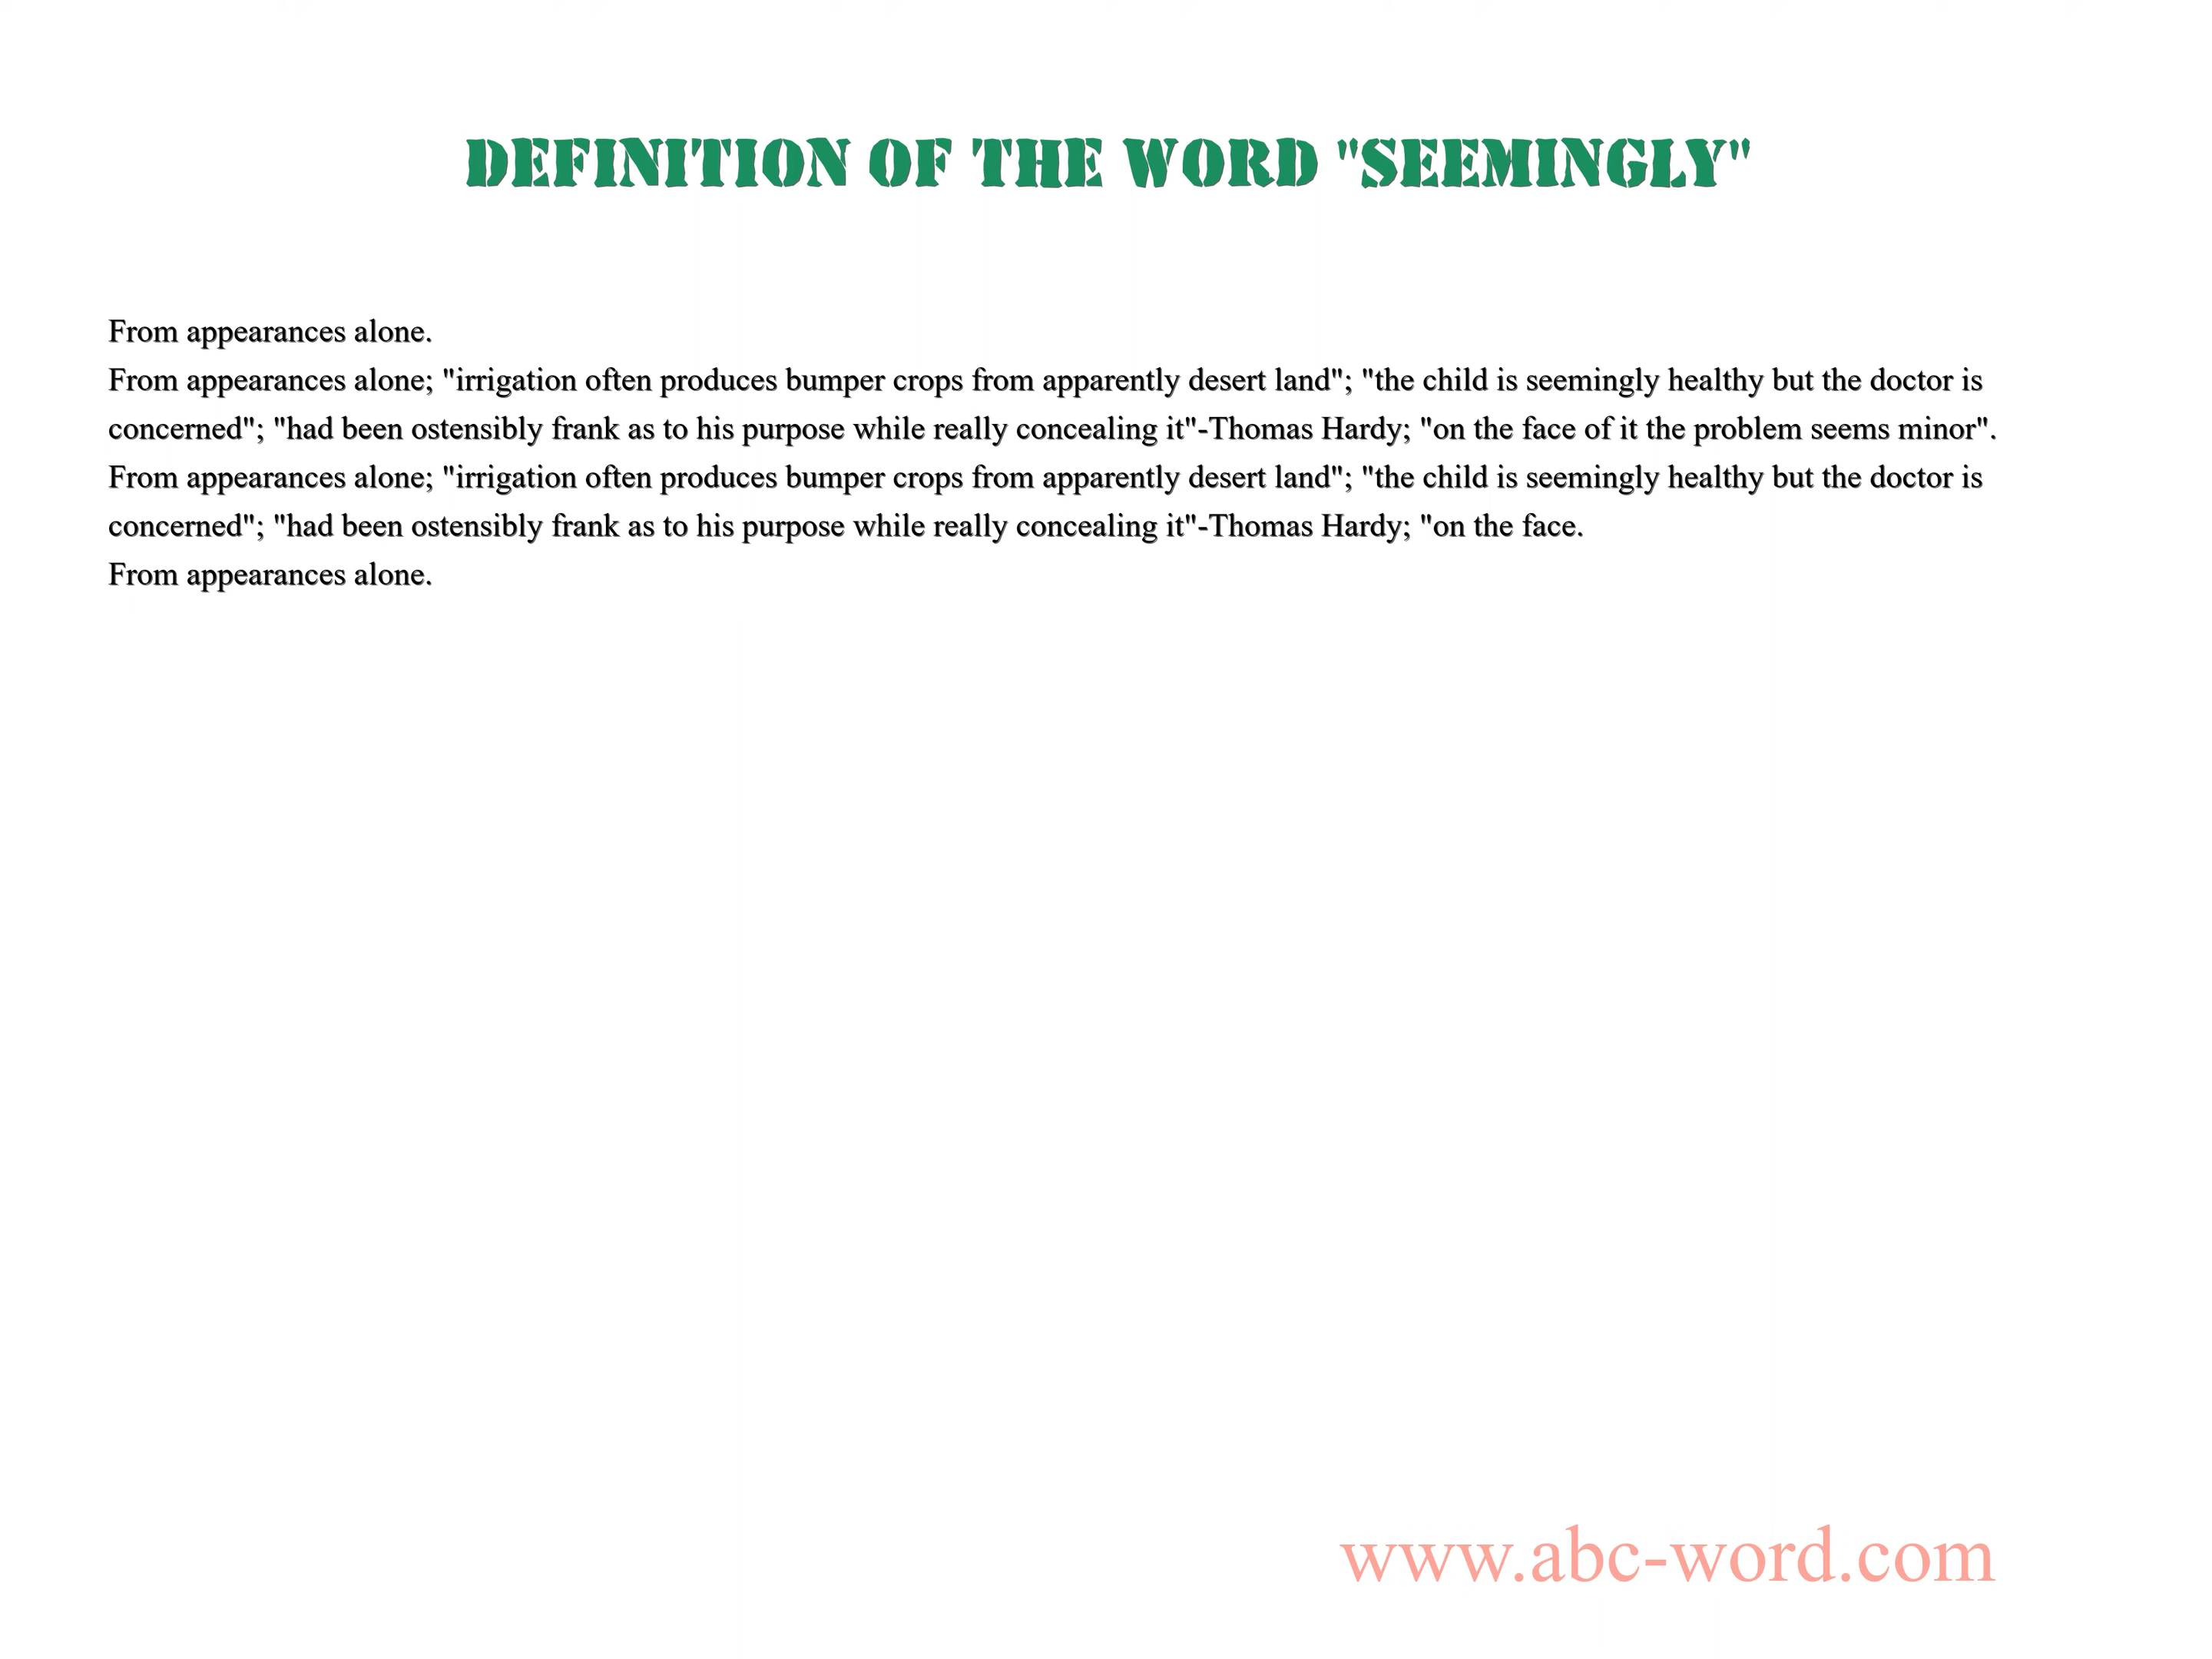 DEFINITION OF THE WORD "SEEMINGLY"
From appearances alone.
From appearances alone; "irrigation often produces bumper crops from apparently desert land"; "the child is seemingly healthy but the doctor is
concerned"; "had been ostensibly frank as to his purpose while really concealing it"-Thomas Hardy; "on the face of it the problem seems minor".
From appearances alone; "irrigation often produces bumper crops from apparently desert land"; "the child is seemingly healthy but the doctor is
concerned"; "had been ostensibly frank as to his purpose while really concealing it"-Thomas Hardy; "on the face.
From appearances alone.
www.abc-word.com